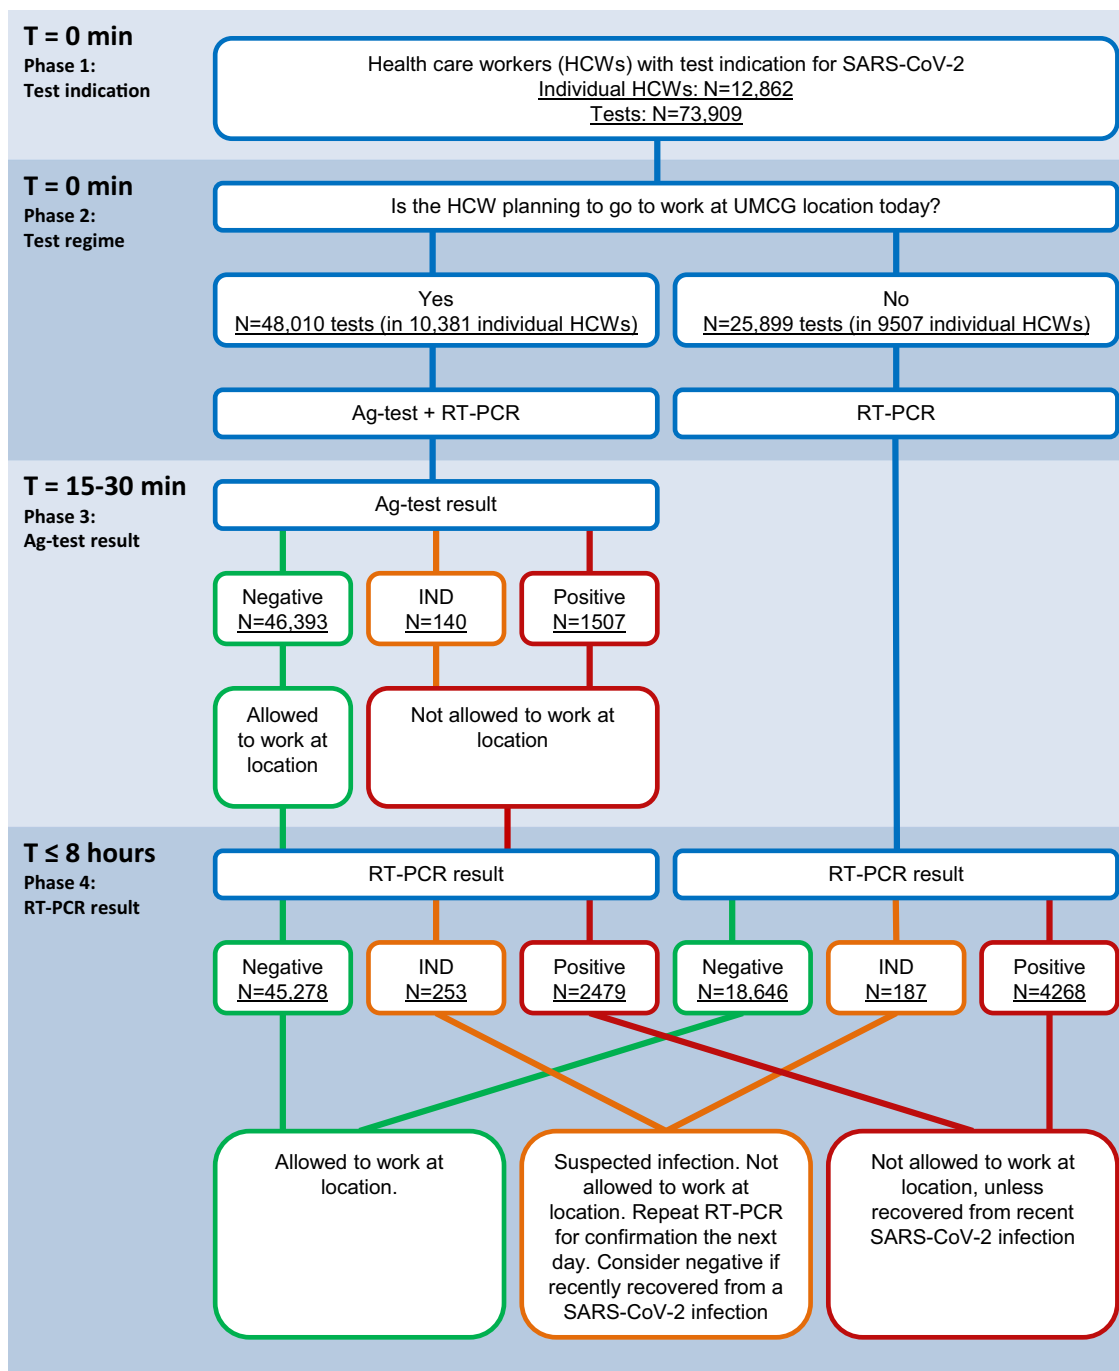 T = 0 min
Phase 1:
Test indication
Health care workers (HCWs) with test indication for SARS-CoV-2
Individual HCWs: N=12,862
Tests: N=73,909
T = 0 min
Phase 2:
Test regime
Is the HCW planning to go to work at UMCG location today?
Yes
N=48,010 tests (in 10,381 individual HCWs)
No
N=25,899 tests (in 9507 individual HCWs)
Ag-test + RT-PCR
RT-PCR
T = 15-30 min
Phase 3:
Ag-test result
Ag-test result
Negative
N=46,393
IND
N=140
Positive
N=1507
Allowed
to work at
location
Not allowed to work at
location
T ≤ 8 hours
Phase 4:
RT-PCR result
RT-PCR result
RT-PCR result
Negative
N=45,278
IND
N=253
Positive
N=2479
Negative
N=18,646
IND
N=187
Positive
N=4268
Allowed to work at
location.
Suspected infection. Not
allowed to work at
location. Repeat RT-PCR
for confirmation the next
day. Consider negative if
recently recovered from a
SARS-CoV-2 infection
Not allowed to work at
location, unless
recovered from recent
SARS-CoV-2 infection